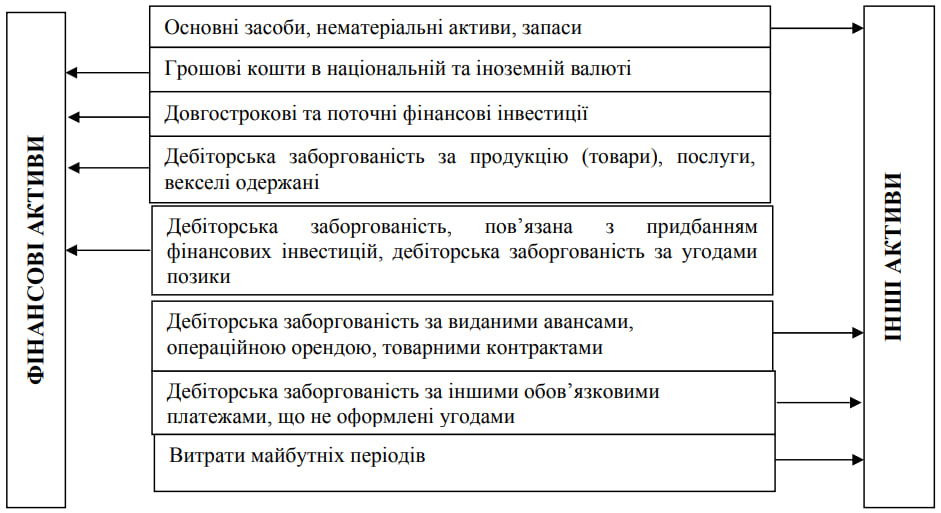 ФІНАНСОВІ АКТИВИ
Основні засоби, нематеріальні активи, запаси
Грошові кошти в національній та іноземній валюті
Довгострокові та поточні фінансові інвестиції
Дебіторська заборгованість за продукцію (товари), послуги,
векселі одержані
Дебіторська заборгованість, пов’язана з придбанням
фінансових інвестицій, дебіторська заборгованість за угодами
позики
Дебіторська заборгованість за виданими авансами,
операційною орендою, товарними контрактами
Дебіторська заборгованість за іншими обов’язковими
платежами, що не оформлені угодами
Витрати майбутніх періодів
ІНШІ АКТИВИ